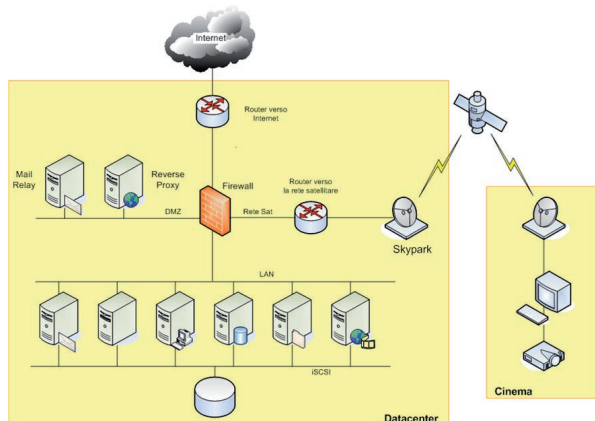 Internet
Router verso
Internet
Mail
Relay
Reverse
Proxy
Firewall
Router verso
la rete satellitare
DMZ
Rete Sat
Skypark
LAN
iSCSI
Cinema
Datacenter